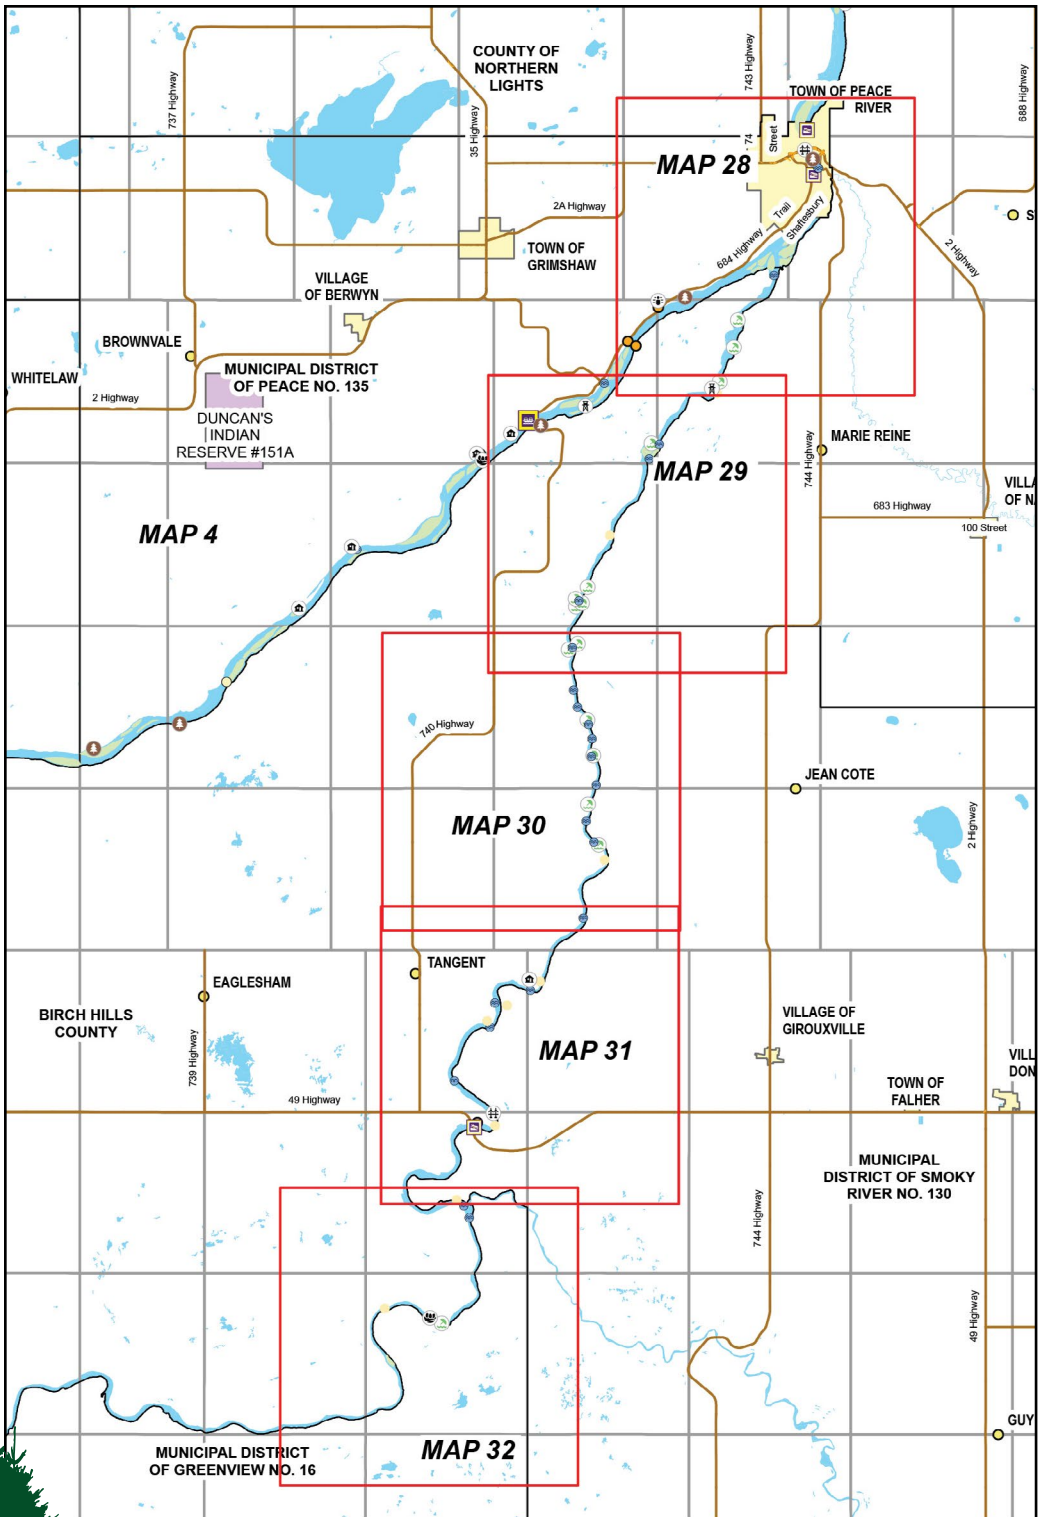 COUNTY OF
NORTHERN
LIGHTS
737 Highway
35 Highway
743 Highway
688 Highway
TOWN OF PEACE
RIVER
74
Street
MAP 28
2A Highway
Trail
Shaftesbury
684 Highway
2 Highway
S
TOWN OF
GRIMSHAW
VILLAGE
OF BERWYN
BROWNVALE
WHITELAW
MUNICIPAL DISTRICT
OF PEACE NO. 135
2 Highway
DUNCAN'S
INDIAN
RESERVE #151A
MARIE REINE
744 Highway
MAP 29
VILLA
OF N
683 Highway
100 Street
MAP 4
740 Highway
JEAN COTE
2 Highway
MAP 30
TANGENT
EAGLESHAM
BIRCH HILLS
COUNTY
739 Highway
VILLAGE OF
GIROUXVILLE
MAP 31
VILL
DON
TOWN OF
FALHER
49 Highway
MUNICIPAL
DISTRICT OF SMOKY
RIVER NO. 130
744 Highway
49 Highway
GUY
MAP 32
MUNICIPAL DISTRICT
OF GREENVIEW NO. 16